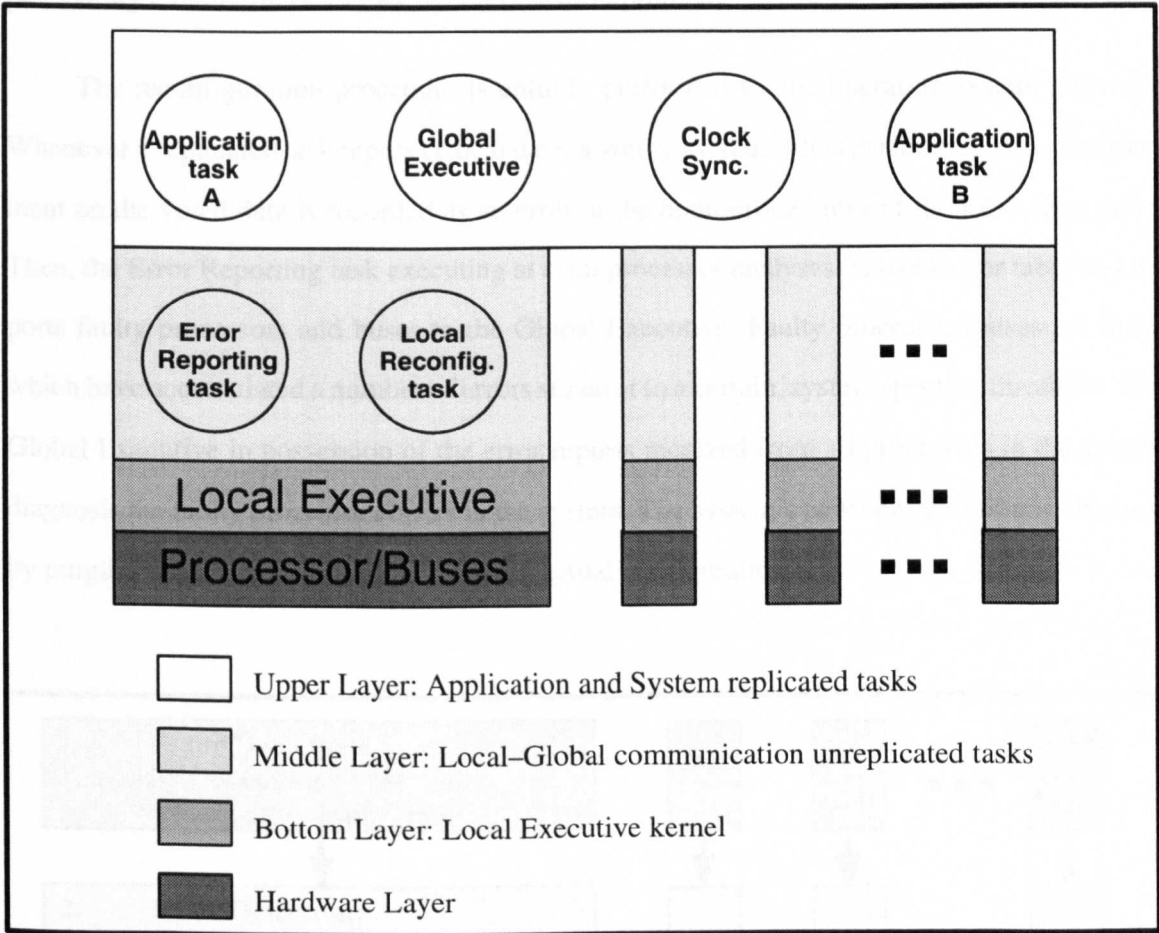 Application
task
A
Global
Executive
Clock
Sync.
Application
task
B
Error
Reporting
task
Local
Reconfig.
task
Local Executive
Processor/Buses
Upper Layer: Application and System replicated tasks
Middle Layer: Local–Global communication unreplicated tasks
Bottom Layer: Local Executive kernel
Hardware Layer